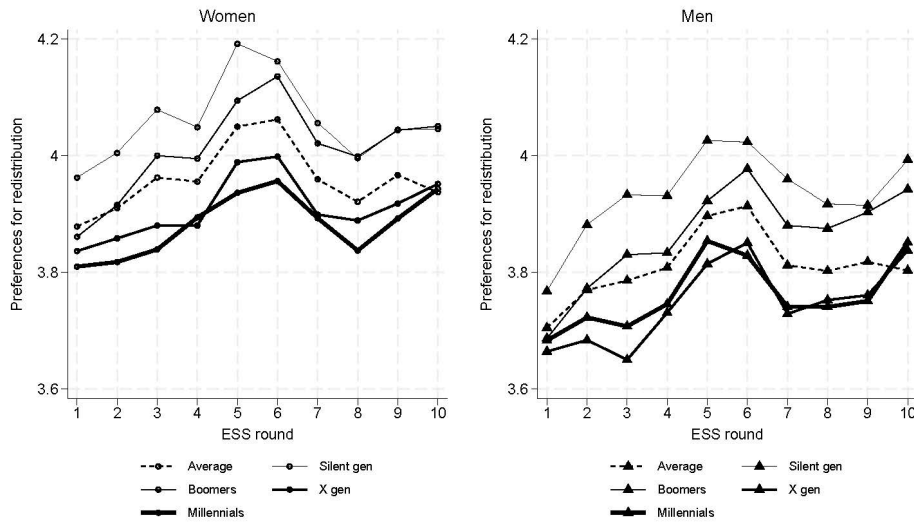 Women
Preferences for redistribution
4.2
4
3.8
3.6
1 2 3 4 5 6 7 8 9 10
ESS round
Average Silent gen
Boomers X gen
Millennials
Men
Preferences for redistribution
4.2
4
3.8
3.6
1 2 3 4 5 6 7 8 9 10
ESS round
Average Silent gen
Boomers X gen
Millennials